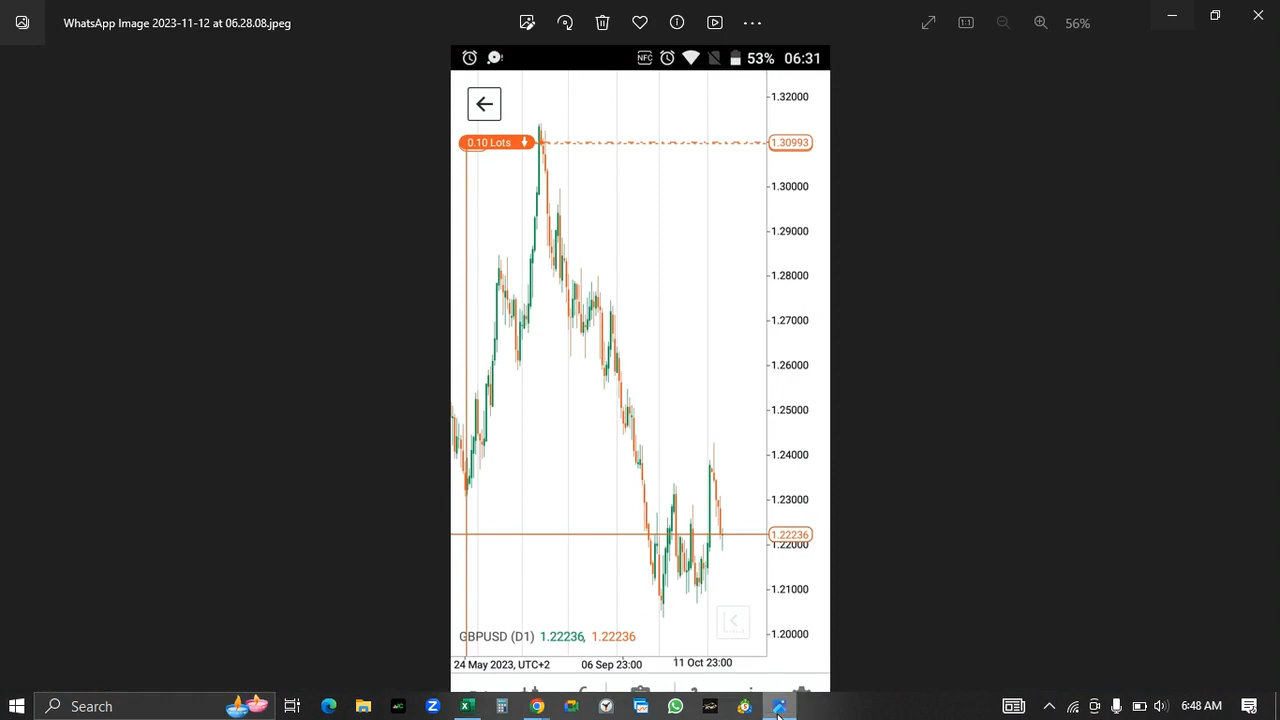 WhatsApp Image 2023-11-12 at 06.28.08.jpeg
56%
NFC 53% 06:31
1.32000
0.10 Lots 1.30993
1.30000
1.29000
1.28000
1.27000
1.26000
1.25000
1.24000
1.23000
1.22236
1.22000
1.21000
1.20000
GBPUSD (D1) 1.22236, 1.22236
24 May 2023, UTC+2 06 Sep 23:00 11 Oct 23:00
Search
6:48 AM